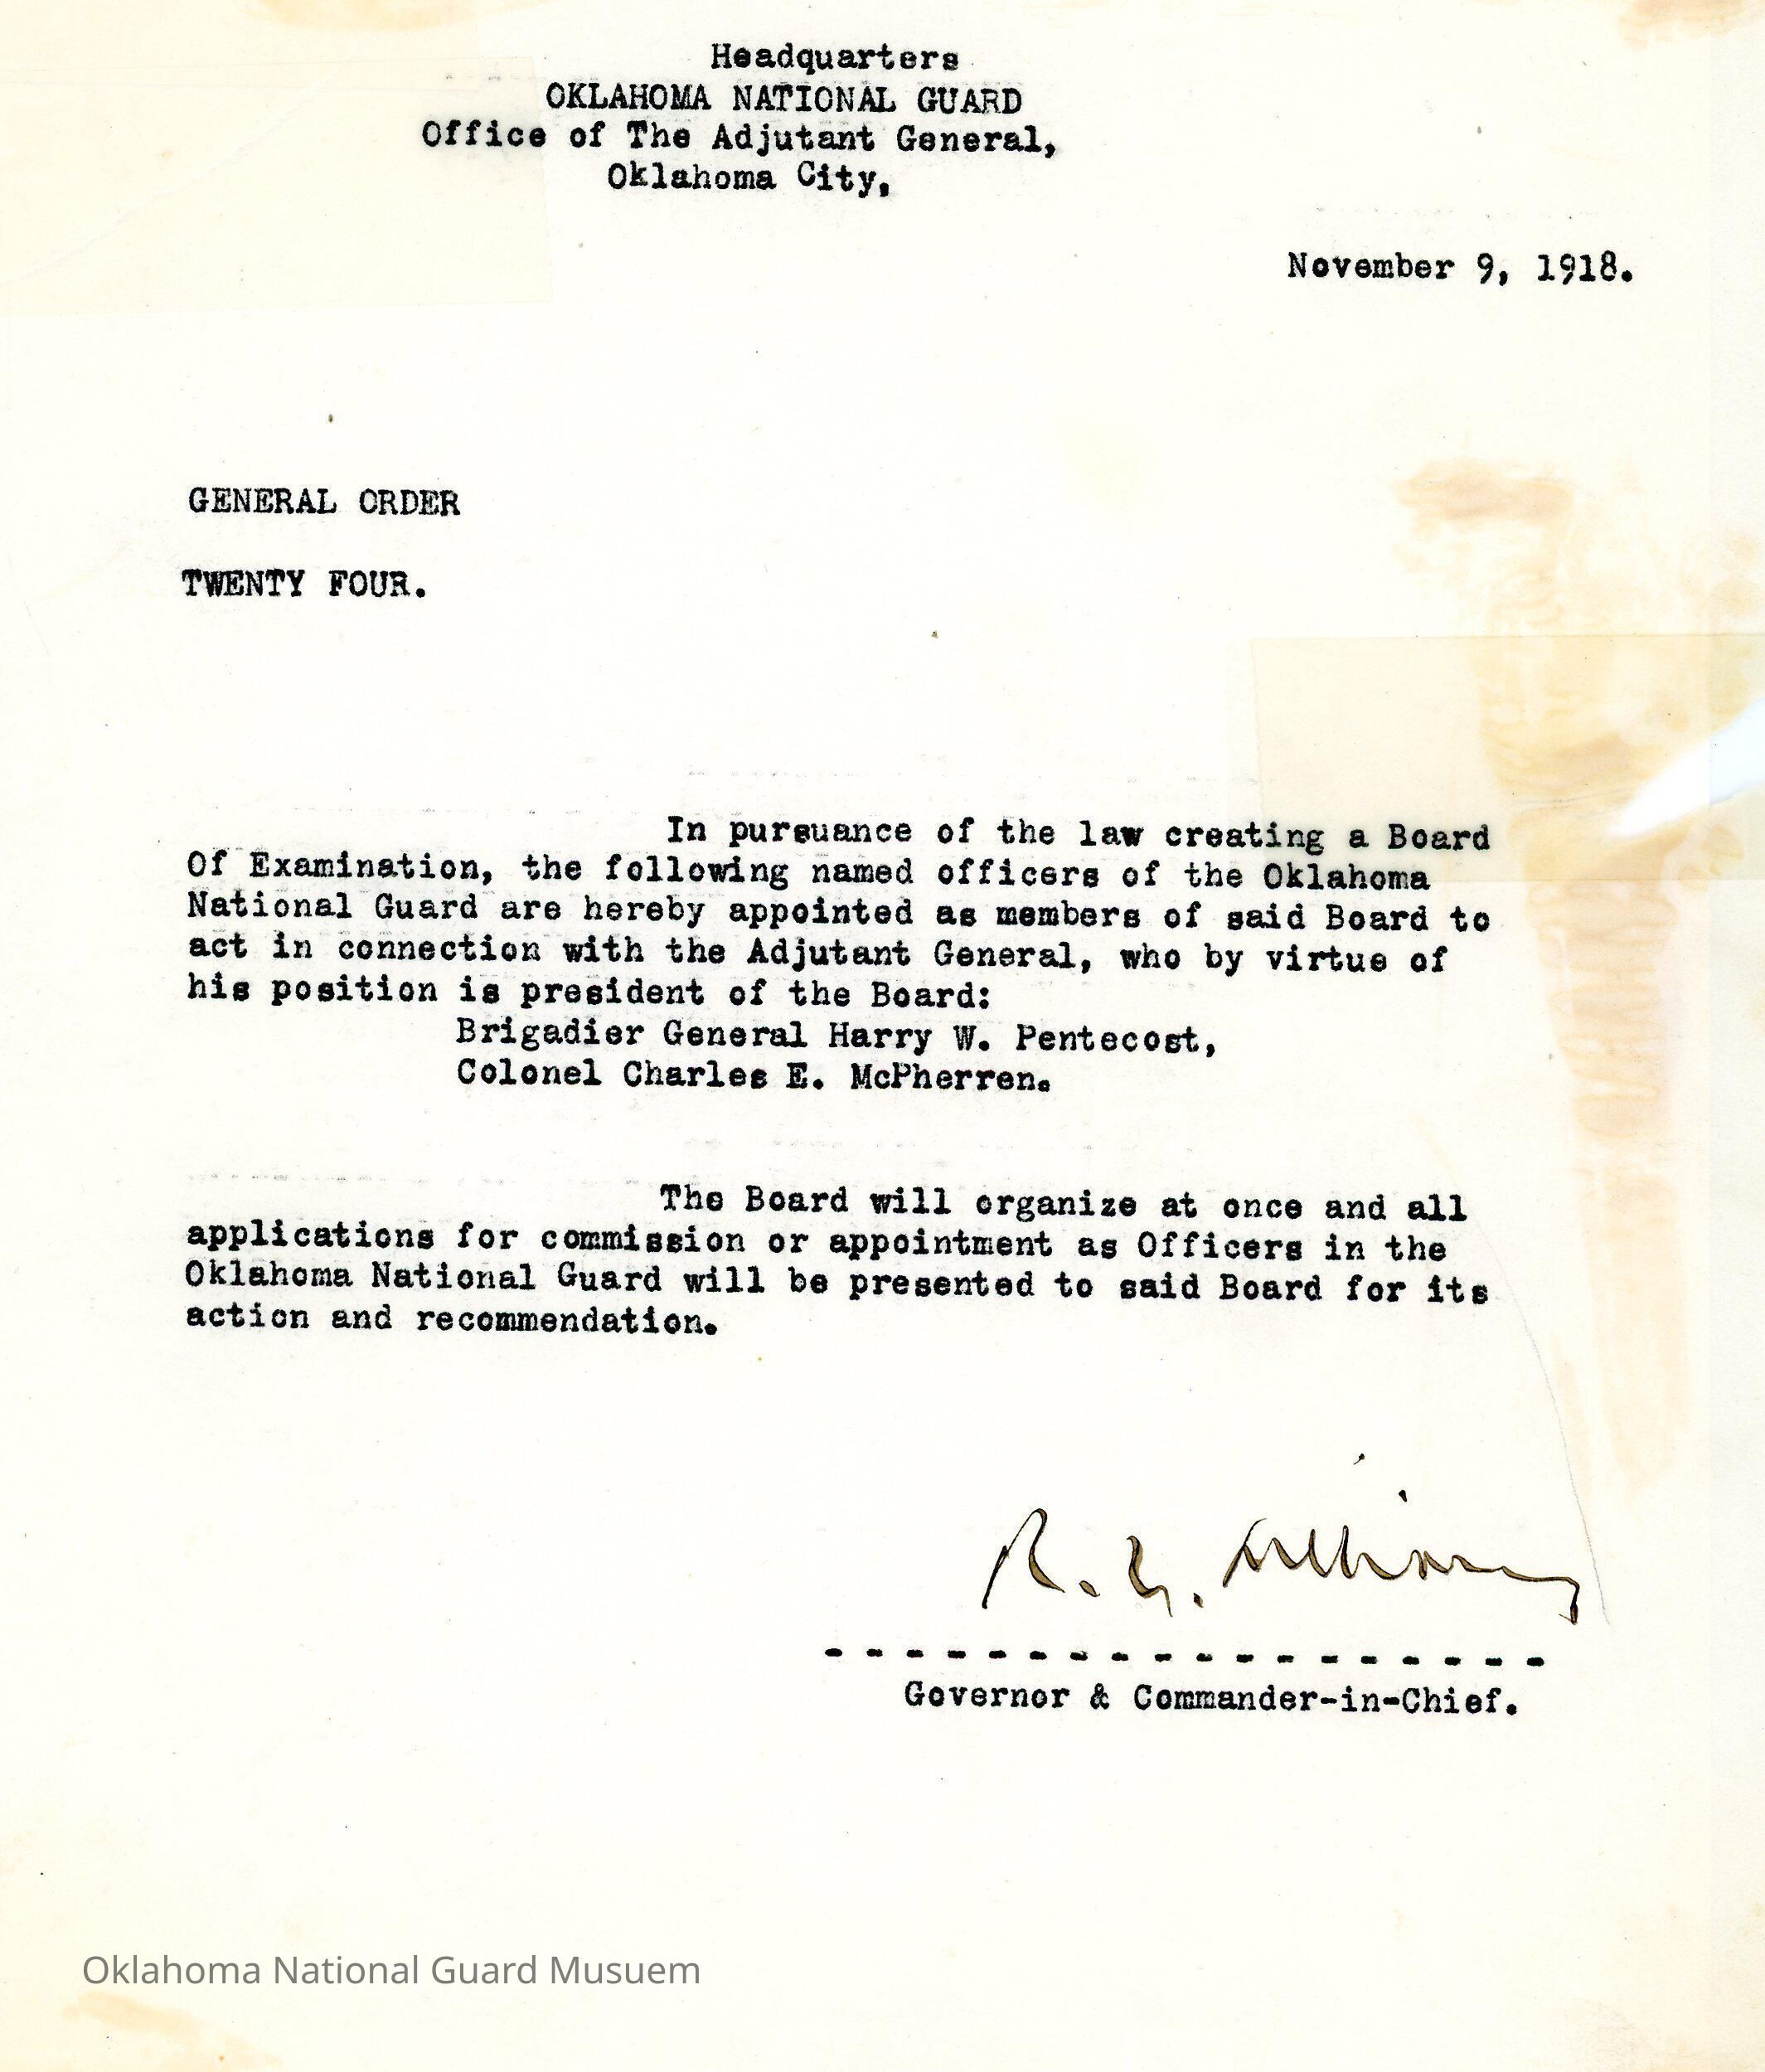 Headquarters
OKLAHOMA NATIONAL GUARD
Office of The Adjutant General,
Oklahoma City,
November 9, 1918.
GENERAL ORDER
TWENTY FOUR.
In pursuance of the law creating a Board
Of Examination, the following named officers of the Oklahoma
National Guard are hereby appointed as members of said Board to
act in connection with the Adjutant General, who by virtue of
his position is president of the Board:
Brigadier General Harry W. Pentecost,
Colonel Charles E. McPherren.
The Board will organize at once and all
applications for commission or appointment as Officers in the
Oklahoma National Guard will be presented to said Board for its
action and recommendation.
R. L. Williams
Governor & Commander-in-Chief.
Oklahoma National Guard Musuem